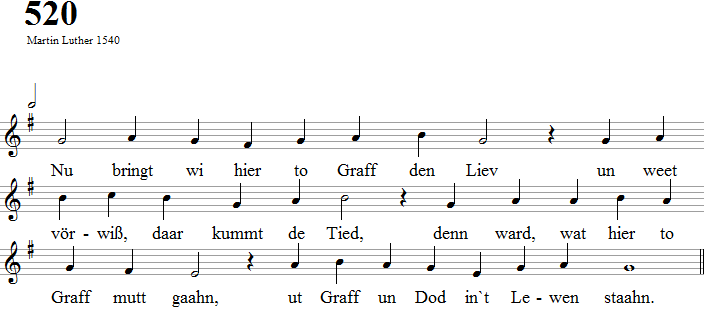 520
Martin Luther 1540
Nu bringt wi hier to Graff den Liev un weet
vör - wiß, daar kummt de Tied, denn ward, wat hier to
Graff mutt gaahn, ut Graff un Dod in`t Le - wen staahn.